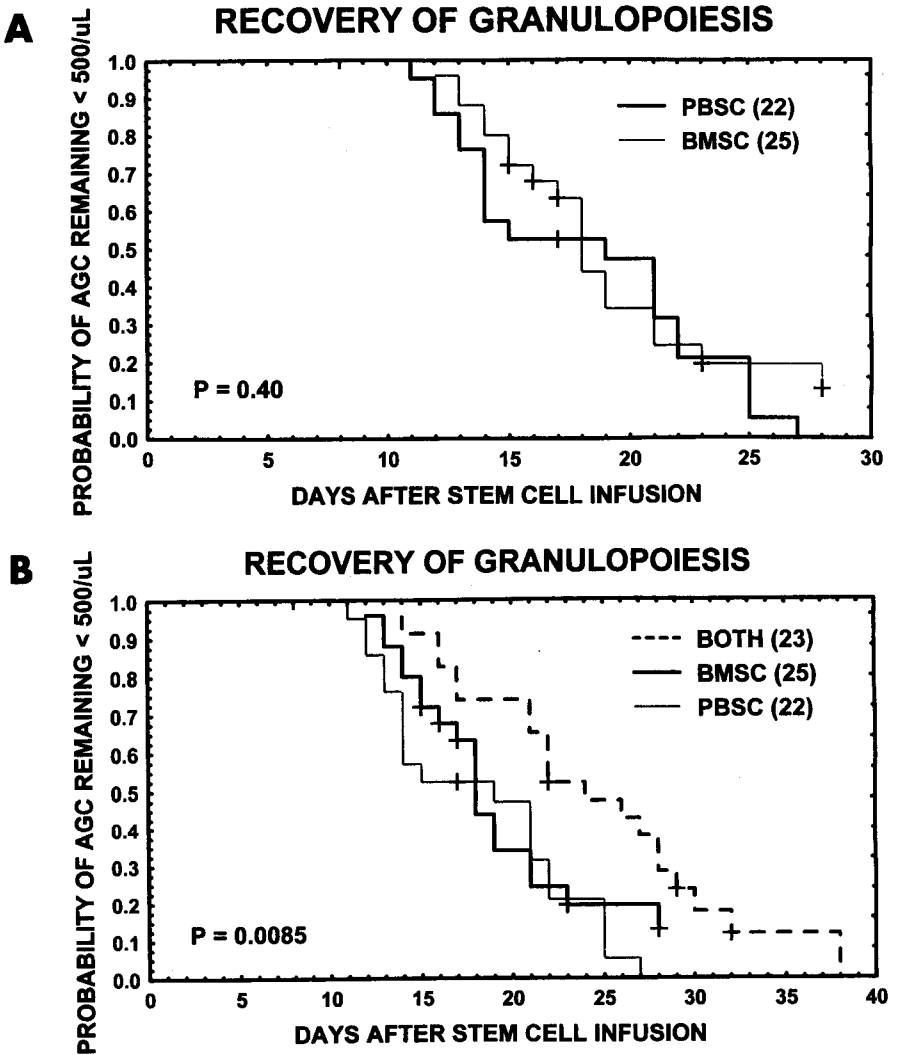 A
RECOVERY OF GRANULOPOIESIS
PROBABILITY OF AGC REMAINING < 500/uL
1.0
0.9
0.8
0.7
0.6
0.5
0.4
0.3
0.2
0.1
0.0
PBSC (22)
BMSC (25)
P = 0.40
0 5 10 15 20 25 30
DAYS AFTER STEM CELL INFUSION
B
RECOVERY OF GRANULOPOIESIS
PROBABILITY OF AGC REMAINING < 500/uL
1.0
0.9
0.8
0.7
0.6
0.5
0.4
0.3
0.2
0.1
0.0
BOTH (23)
BMSC (25)
PBSC (22)
P = 0.0085
0 5 10 15 20 25 30 35 40
DAYS AFTER STEM CELL INFUSION